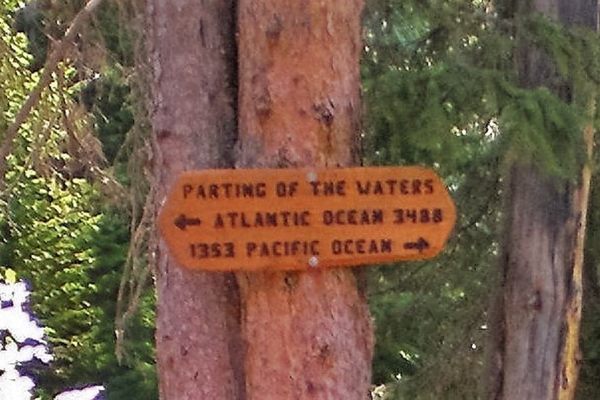 PARTING OF THE WATERS
← ATLANTIC OCEAN 3488
1353 PACIFIC OCEAN →